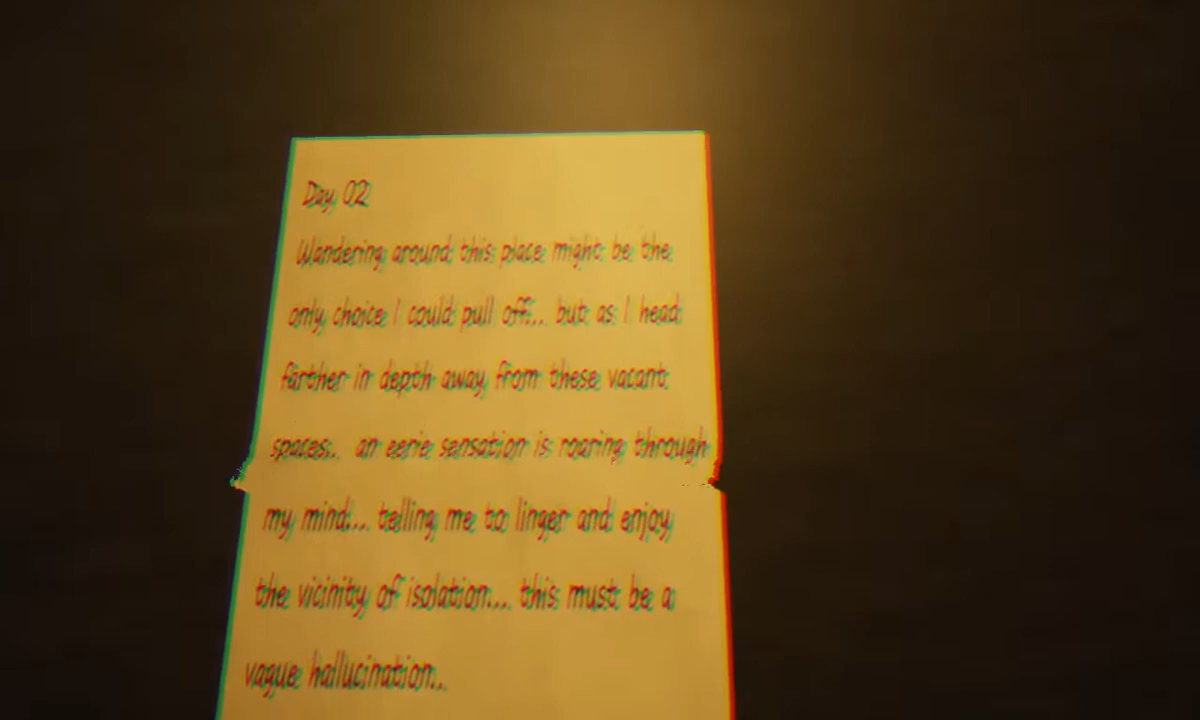 Day 02
Wandering around this place might be the
only choice I could pull off... but as I head
farther in depth away from these vacant
spaces.. an eerie sensation is roaring through
my mind... telling me to linger and enjoy
the vicinity of isolation... this must be a
vague hallucination..